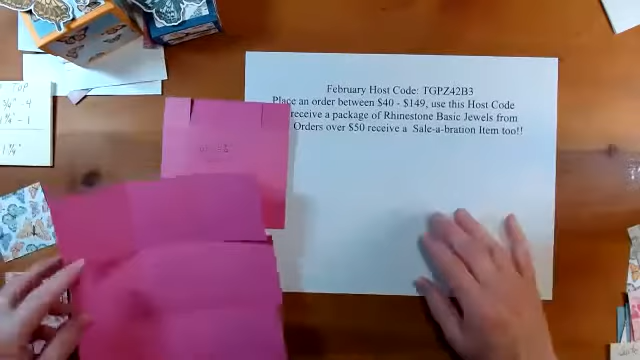 February Host Code: TGPZ42B3
Place an order between $40 - $149, use this Host Code
receive a package of Rhinestone Basic Jewels from
Orders over $50 receive a Sale-a-bration Item too!!
TOP